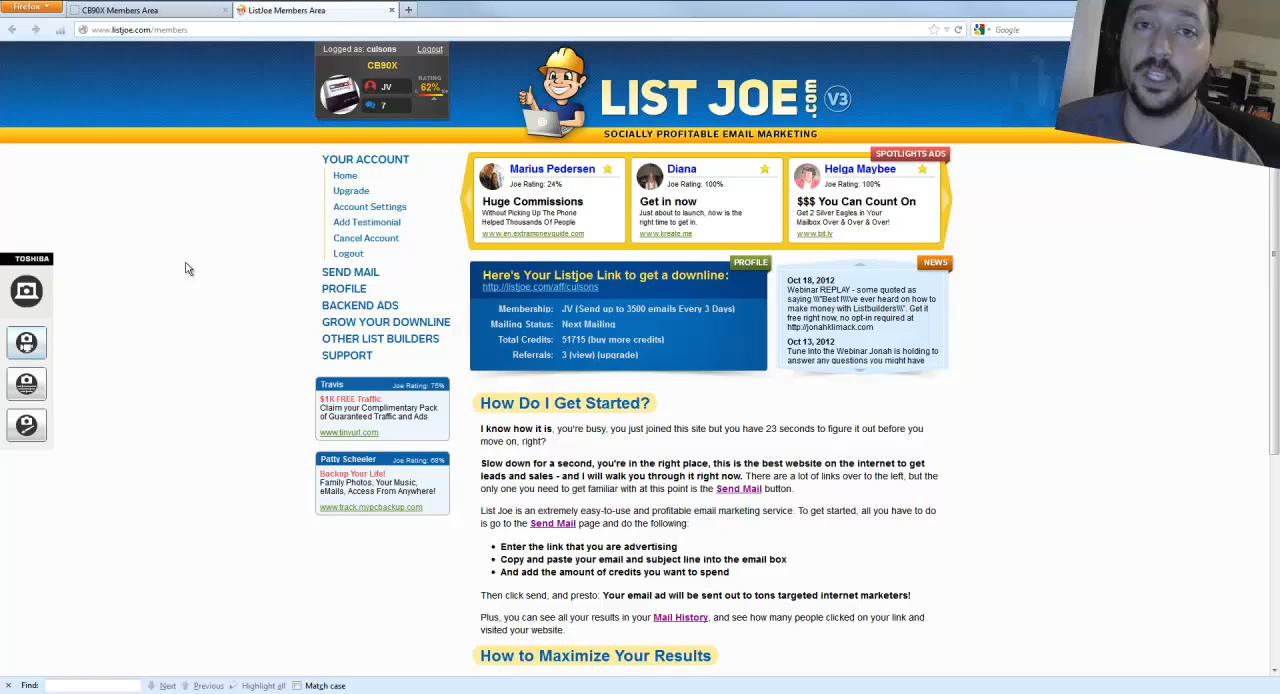 Firefox
CB90X Members Area
ListJoe Members Area
www.listjoe.com/members
Google
Logged as: culsons Logout
CB90X
JV
7
RATING
62%
LIST JOE .com V3
SOCIALLY PROFITABLE EMAIL MARKETING
TOSHIBA
YOUR ACCOUNT
Home
Upgrade
Account Settings
Add Testimonial
Cancel Account
Logout
SEND MAIL
PROFILE
BACKEND ADS
GROW YOUR DOWNLINE
OTHER LIST BUILDERS
SUPPORT
Travis Joe Rating: 75%
$1K FREE Traffic
Claim your Complimentary Pack
of Guaranteed Traffic and Ads
www.tinyurl.com
Patty Scheeler Joe Rating: 68%
Backup Your Life!
Family Photos, Your Music,
eMails, Access From Anywhere!
www.track.mypcbackup.com
SPOTLIGHTS ADS
Marius Pedersen
Joe Rating: 24%
Huge Commissions
Without Picking Up The Phone
Helped Thousands Of People
www.en.extramoneyguide.com
Diana
Joe Rating: 100%
Get in now
Just about to launch, now is the
right time to get in.
www.kreate.me
Helga Maybee
Joe Rating: 100%
$$$ You Can Count On
Get 2 Silver Eagles in Your
Mailbox Over & Over & Over!
www.bit.ly
PROFILE
Here's Your Listjoe Link to get a downline:
http://listjoe.com/aff/culsons
Membership: JV (Send up to 3500 emails Every 3 Days)
Mailing Status: Next Mailing
Total Credits: 51715 (buy more credits)
Referrals: 3 (view) (upgrade)
NEWS
Oct 18, 2012
Webinar REPLAY - some quoted as
saying \\\"Best I\\\'ve ever heard on how to
make money with Listbuilders\\\". Get it
free right now, no opt-in required at
http://jonahklimack.com
Oct 13, 2012
Tune Into the Webinar Jonah is holding to
answer any questions you might have
How Do I Get Started?
I know how it is, you're busy, you just joined this site but you have 23 seconds to figure it out before you
move on, right?
Slow down for a second, you're in the right place, this is the best website on the internet to get
leads and sales - and I will walk you through it right now. There are a lot of links over to the left, but the
only one you need to get familiar with at this point is the Send Mail button.
List Joe is an extremely easy-to-use and profitable email marketing service. To get started, all you have to do
is go to the Send Mail page and do the following:
• Enter the link that you are advertising
• Copy and paste your email and subject line into the email box
• And add the amount of credits you want to spend
Then click send, and presto: Your email ad will be sent out to tons targeted internet marketers!
Plus, you can see all your results in your Mail History, and see how many people clicked on your link and
visited your website.
How to Maximize Your Results
Find: Next Previous Highlight all Match case